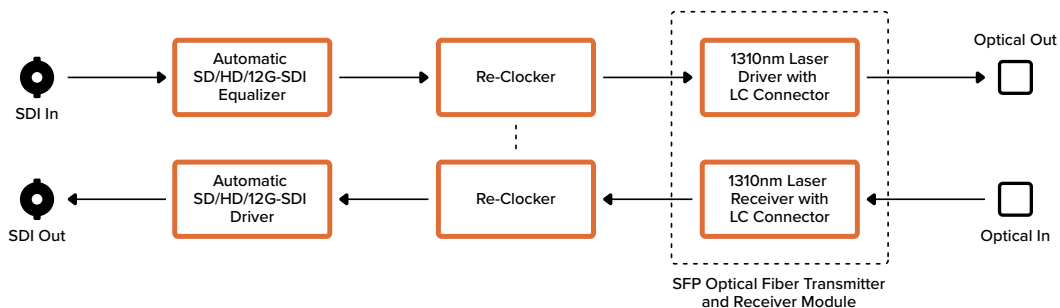 SDI In
Automatic
SD/HD/12G-SDI
Equalizer
Re-Clocker
1310nm Laser
Driver with
LC Connector
Optical Out
SDI Out
Automatic
SD/HD/12G-SDI
Driver
Re-Clocker
1310nm Laser
Receiver with
LC Connector
Optical In
SFP Optical Fiber Transmitter
and Receiver Module